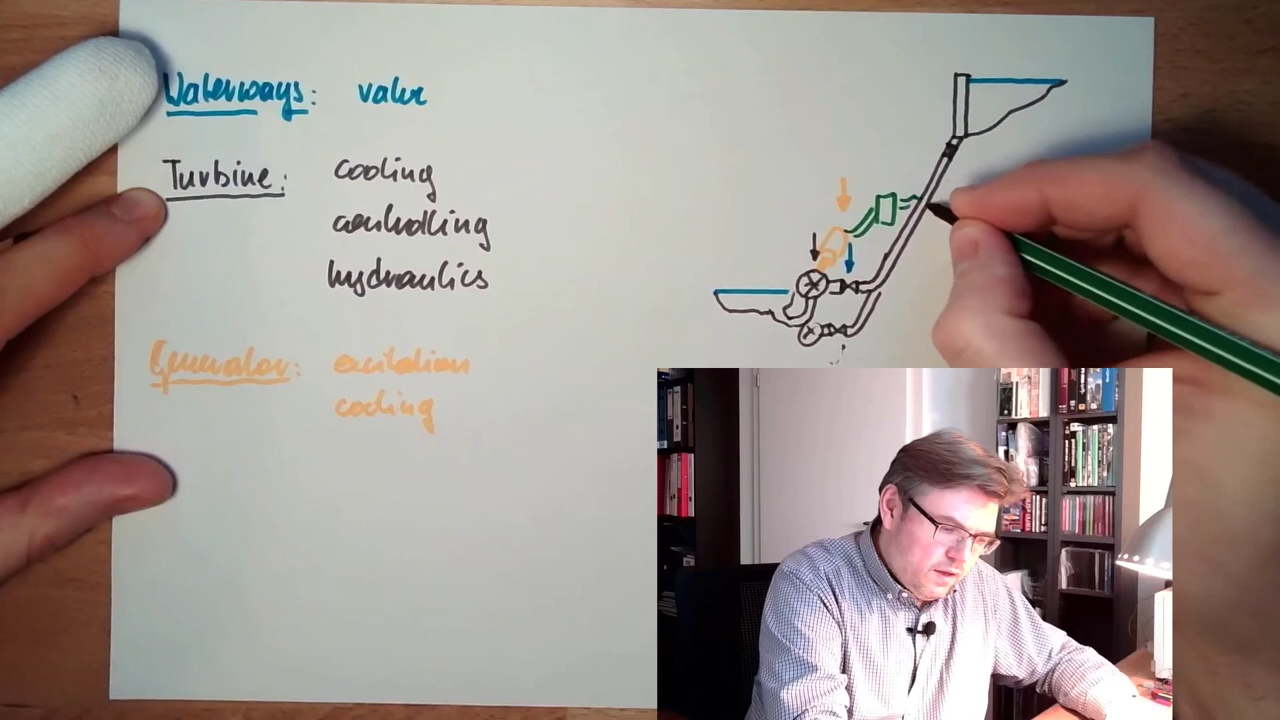 Waterways: valve
Turbine: cooling
controlling
hydraulics
Generator: excitation
cooling